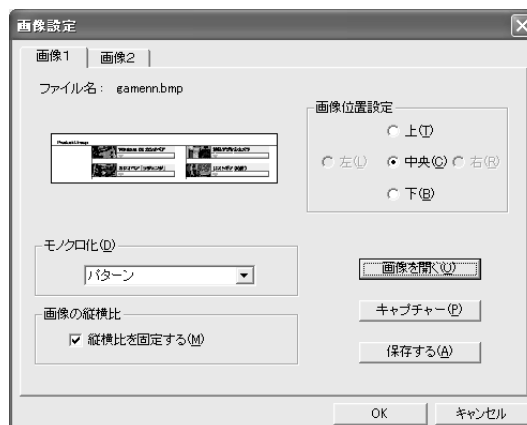 画像設定
画像1
画像2
ファイル名： gamenn.bmp
画像位置設定
上(T)
左(L)
中央(C)
右(R)
下(B)
モノクロ化(D)
パターン
画像を開く(U)
画像の縦横比
キャプチャー(P)
縦横比を固定する(M)
保存する(A)
OK
キャンセル